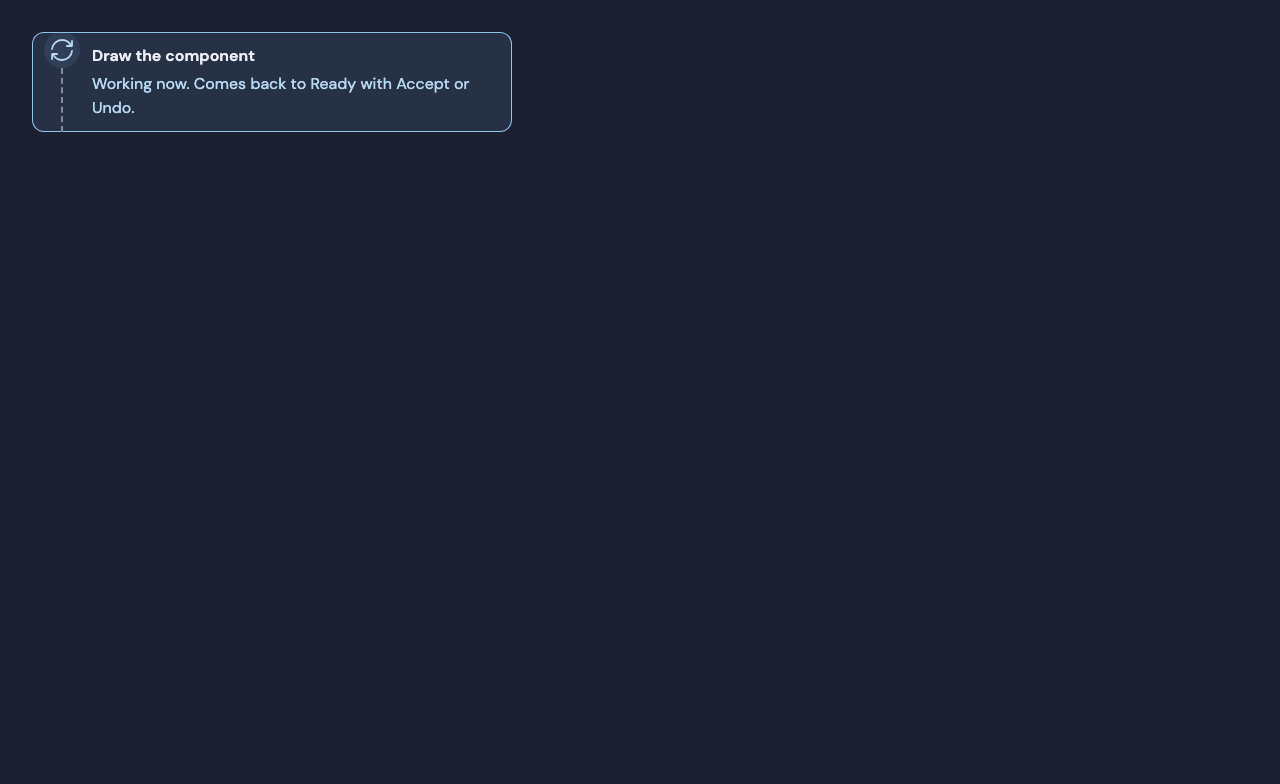 Draw the component
Working now. Comes back to Ready with Accept or
Undo.